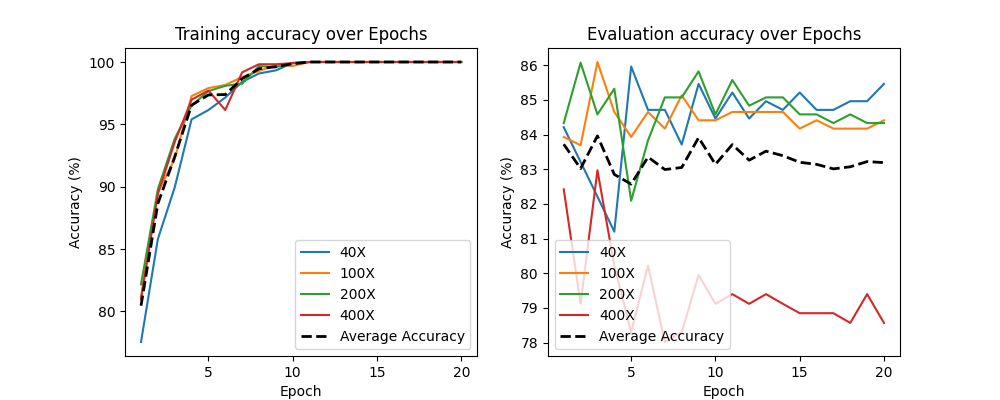 Training accuracy over Epochs
Accuracy (%)
100
95
90
85
80
5
10
15
20
Epoch
40X
100X
200X
400X
Average Accuracy
Evaluation accuracy over Epochs
Accuracy (%)
86
85
84
83
82
81
80
79
78
5
10
15
20
Epoch
40X
100X
200X
400X
Average Accuracy